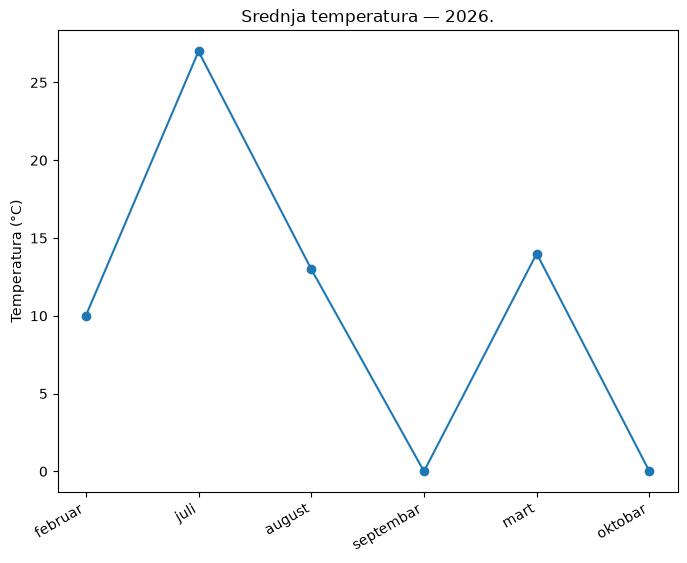 Srednja temperatura — 2026.
Temperatura (°C)
25
20
15
10
5
0
februar
juli
august
septembar
mart
oktobar